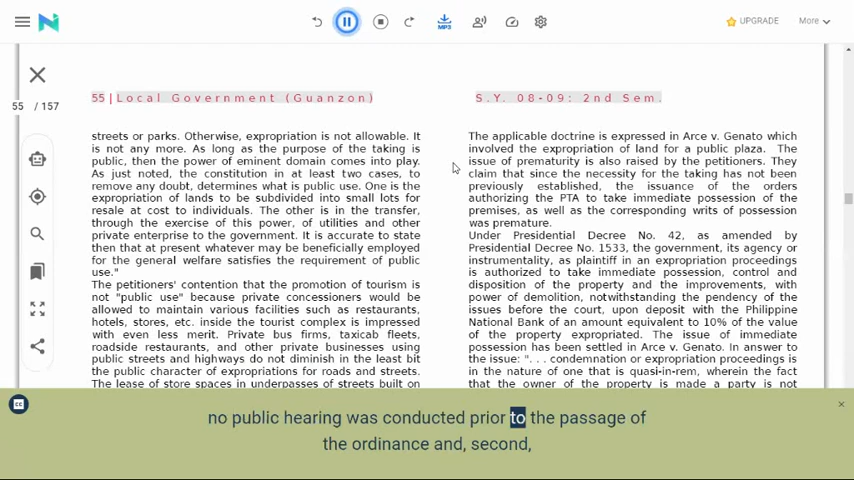 MP3
UPGRADE
More
55 / 157
55|Local Government (Guanzon)
S.Y. 08-09: 2nd Sem.
streets or parks. Otherwise, expropriation is not allowable. It
is not any more. As long as the purpose of the taking is
public, then the power of eminent domain comes into play.
As just noted, the constitution in at least two cases, to
remove any doubt, determines what is public use. One is the
expropriation of lands to be subdivided into small lots for
resale at cost to individuals. The other is in the transfer,
through the exercise of this power, of utilities and other
private enterprise to the government. It is accurate to state
then that at present whatever may be beneficially employed
for the general welfare satisfies the requirement of public
use."
The petitioners' contention that the promotion of tourism is
not "public use" because private concessioners would be
allowed to maintain various facilities such as restaurants,
hotels, stores, etc. inside the tourist complex is impressed
with even less merit. Private bus firms, taxicab fleets,
roadside restaurants, and other private businesses using
public streets and highways do not diminish in the least bit
the public character of expropriations for roads and streets.
The lease of store spaces in underpasses of streets built on
The applicable doctrine is expressed in Arce v. Genato which
involved the expropriation of land for a public plaza. The
issue of prematurity is also raised by the petitioners. They
claim that since the necessity for the taking has not been
previously established, the issuance of the orders
authorizing the PTA to take immediate possession of the
premises, as well as the corresponding writs of possession
was premature.
Under Presidential Decree No. 42, as amended by
Presidential Decree No. 1533, the government, its agency or
instrumentality, as plaintiff in an expropriation proceedings
is authorized to take immediate possession, control and
disposition of the property and the improvements, with
power of demolition, notwithstanding the pendency of the
issues before the court, upon deposit with the Philippine
National Bank of an amount equivalent to 10% of the value
of the property expropriated. The issue of immediate
possession has been settled in Arce v. Genato. In answer to
the issue: ". . . condemnation or expropriation proceedings is
in the nature of one that is quasi-in-rem, wherein the fact
that the owner of the property is made a party is not
no public hearing was conducted prior to the passage of
the ordinance and, second,